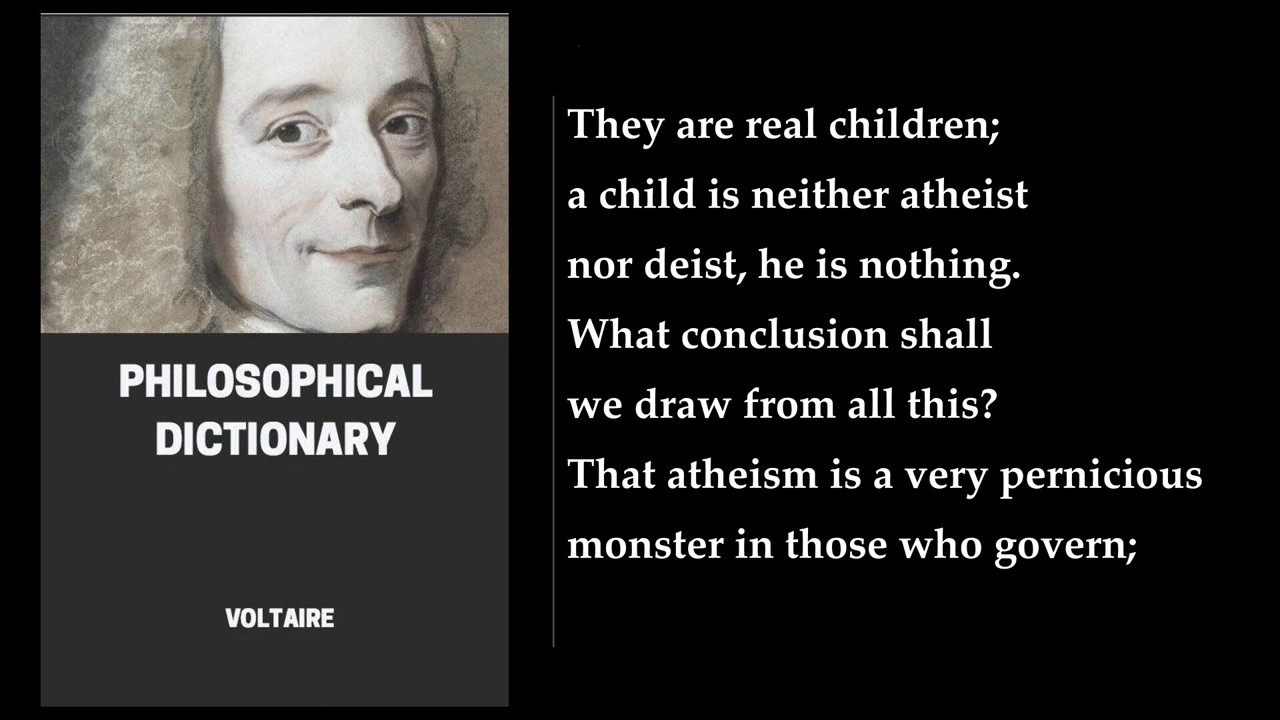 PHILOSOPHICAL
DICTIONARY
VOLTAIRE
They are real children;
a child is neither atheist
nor deist, he is nothing.
What conclusion shall
we draw from all this?
That atheism is a very pernicious
monster in those who govern;